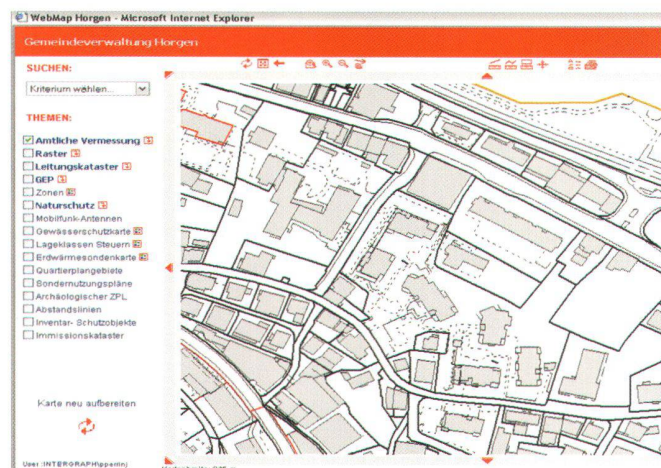 WebMap Horgen - Microsoft Internet Explorer
Gemeindeverwaltung Horgen
SUCHEN:
Kriterium wählen...
THEMEN:
Amtliche Vermessung
Raster
Leitungskataster
GEP
Zonen
Naturschutz
Mobilfunk-Antennen
Gewässerschutzkarte
Lageklassen Steuern
Erdwärmesondenkarte
Quartierplangebiete
Sondernutzungspläne
Archäologischer ZPL
Abstandslinien
Inventar- Schutzobjekte
Immissionskataster
Karte neu aufbereiten